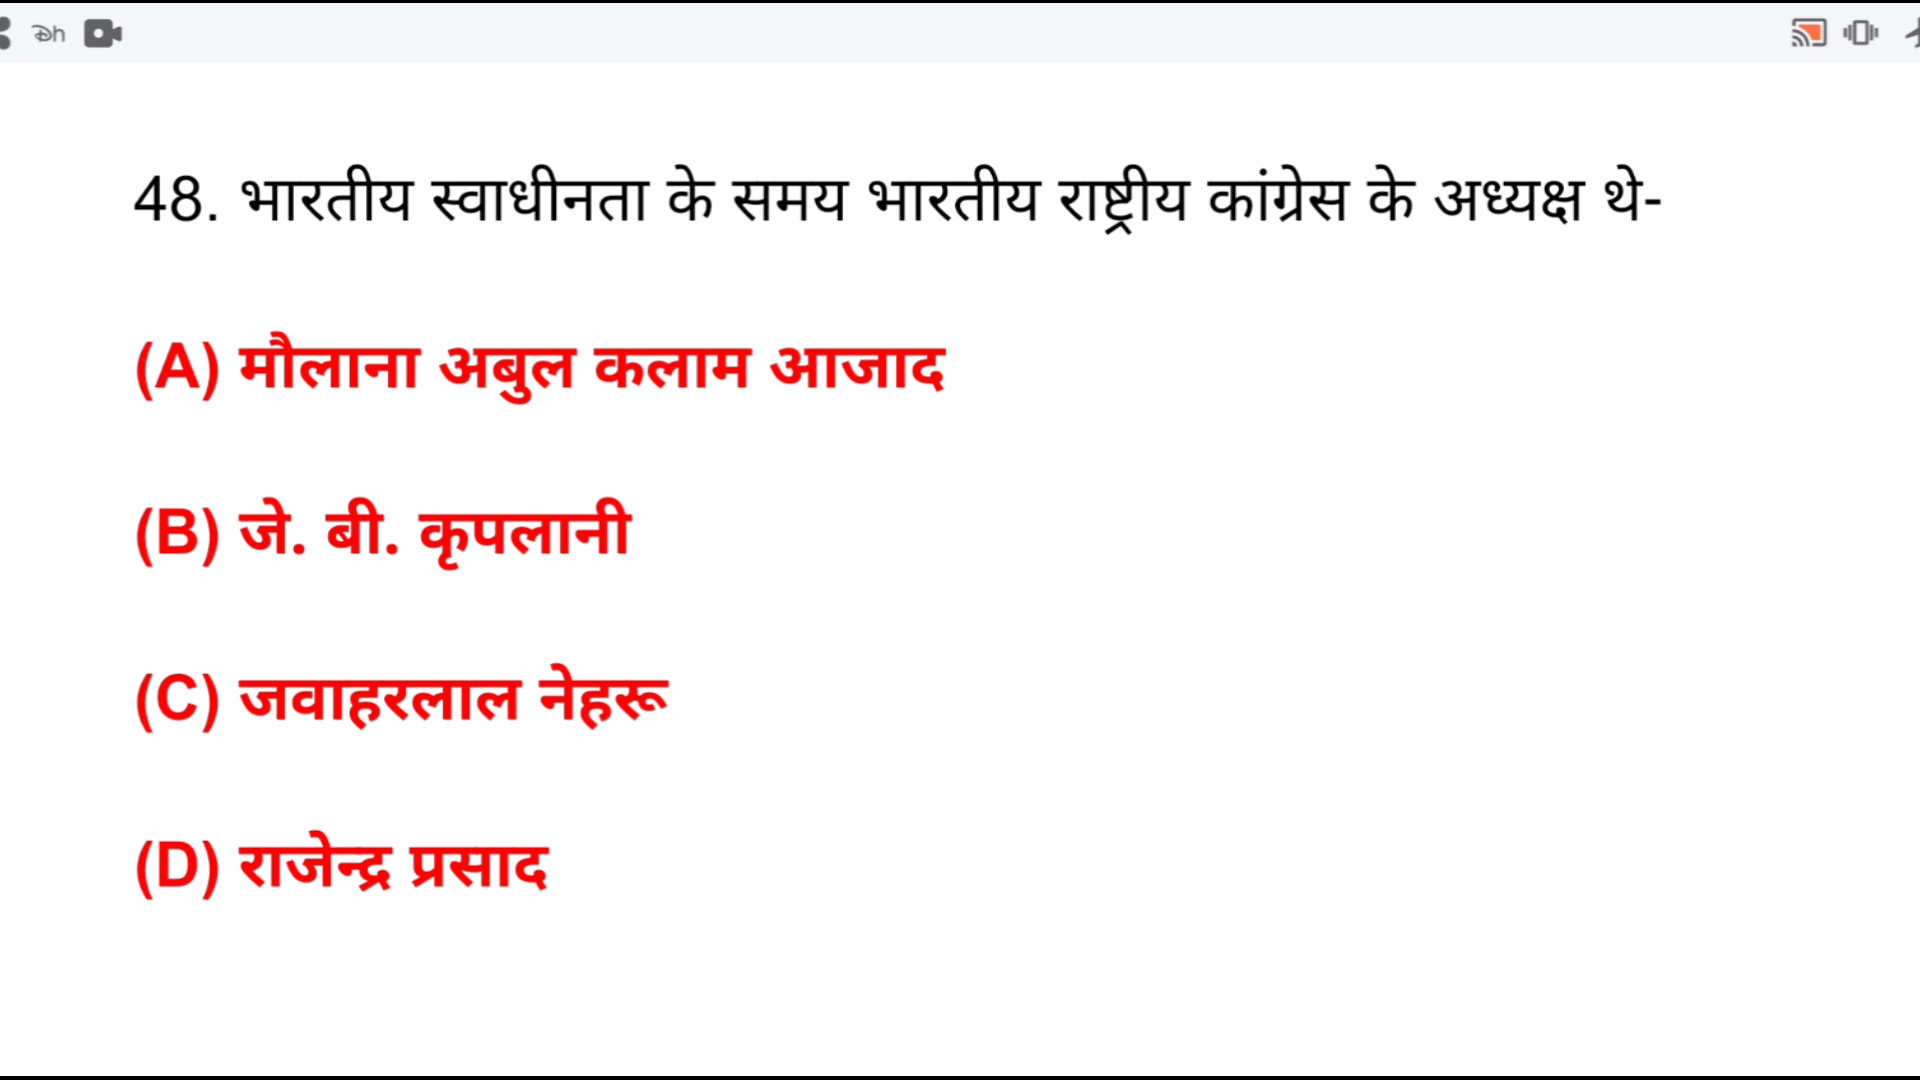 48. भारतीय स्वाधीनता के समय भारतीय राष्ट्रीय कांग्रेस के अध्यक्ष थे-
(A) मौलाना अबुल कलाम आजाद
(B) जे. बी. कृपलानी
(C) जवाहरलाल नेहरू
(D) राजेन्द्र प्रसाद